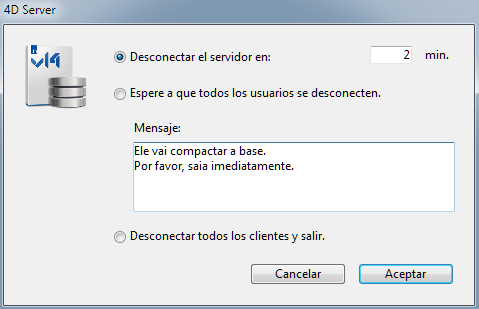 4D Server
R
v14
Desconectar el servidor en: 2 min.
Espere a que todos los usuarios se desconecten.
Mensaje:
Ele vai compactar a base.
Por favor, saia imediatamente.
Desconectar todos los clientes y salir.
Cancelar Aceptar